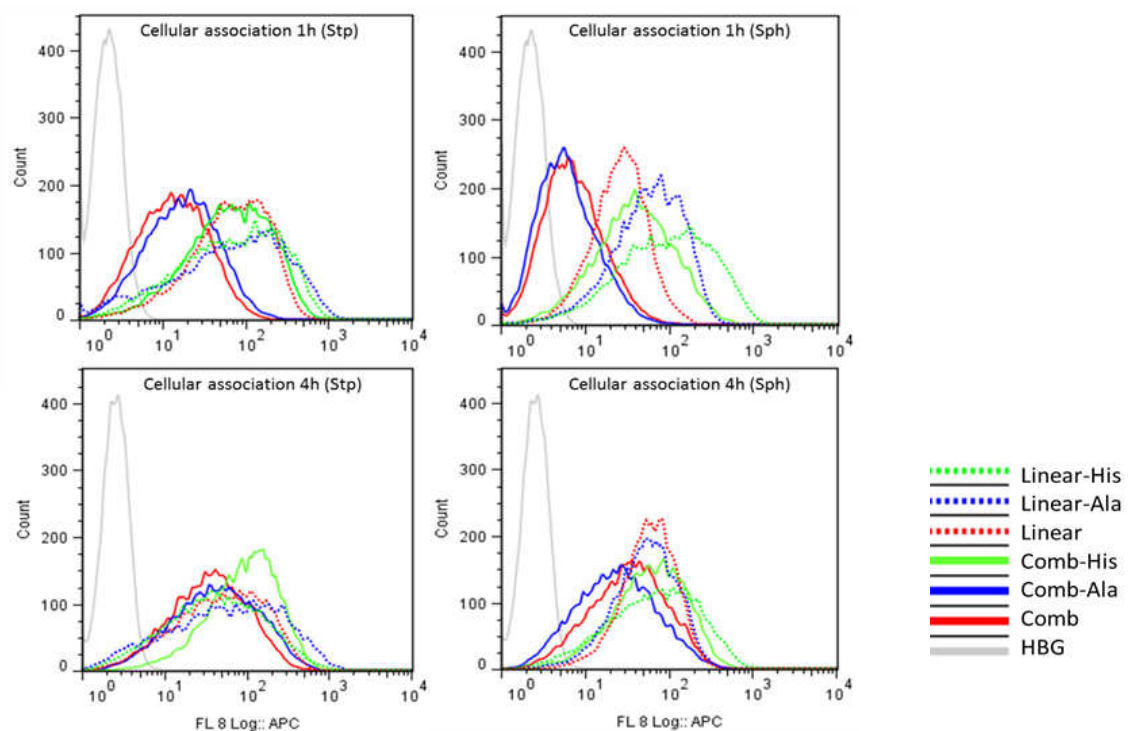 Cellular association 1h (Stp)
400
300
200
100
0
Count
10^0 10^1 10^2 10^3 10^4
Cellular association 1h (Sph)
400
300
200
100
0
Count
10^0 10^1 10^2 10^3 10^4
Cellular association 4h (Stp)
400
300
200
100
0
Count
10^0 10^1 10^2 10^3 10^4
FL 8 Log:: APC
Cellular association 4h (Sph)
400
300
200
100
0
Count
10^0 10^1 10^2 10^3 10^4
FL 8 Log:: APC
Linear-His
Linear-Ala
Linear
Comb-His
Comb-Ala
Comb
HBG